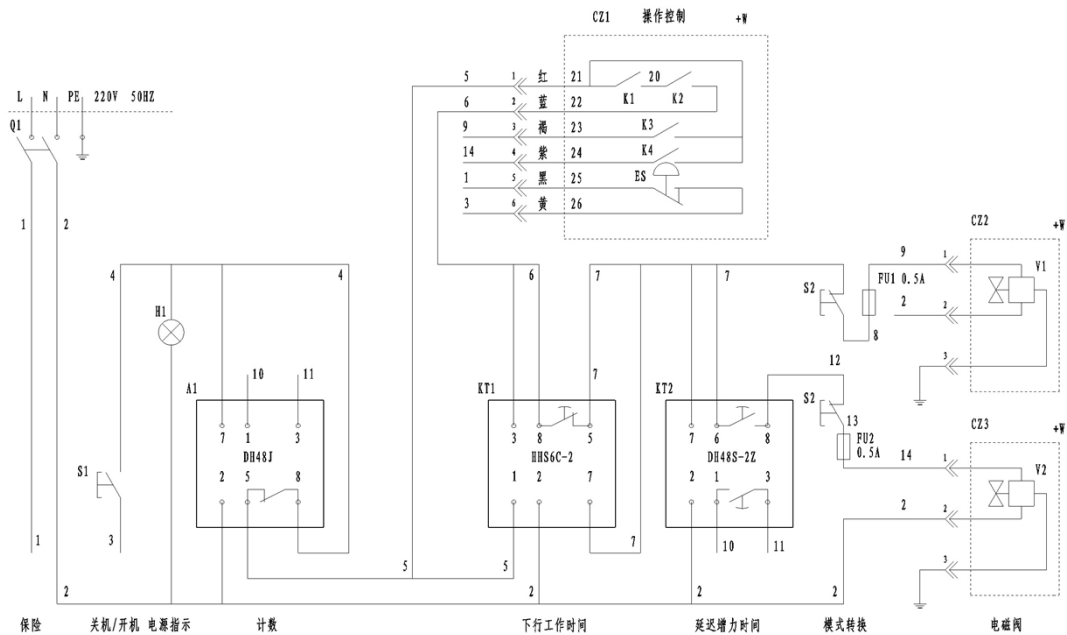 CZ1 操作控制 +W
5 1 红 21 20
K1 K2
6 2 蓝 22
9 3 褐 23 K3
14 4 紫 24 K4
1 5 黑 25 ES
3 6 黄 26
L N PE 220V 50HZ
Q1
1 2
CZ2 +W
4 4 6 7 7 9 1 V1
H1
S2 FU1 0.5A
2 2
8
3
A1 10 11 KT1 7 KT2 12
S2 13
7 1 3 3 8 5 7 6 8
FU2
0.5A
CZ3 +W
DH48J HHS6C-2 DH48S-2Z
14 1 V2
S1
2 5 8 1 2 7 2 1 3
2 2
1 3 7 10 11
5 5 3
2 2 2 2
保险 关机/开机 电源指示 计数 下行工作时间 延迟增力时间 模式转换 电磁阀